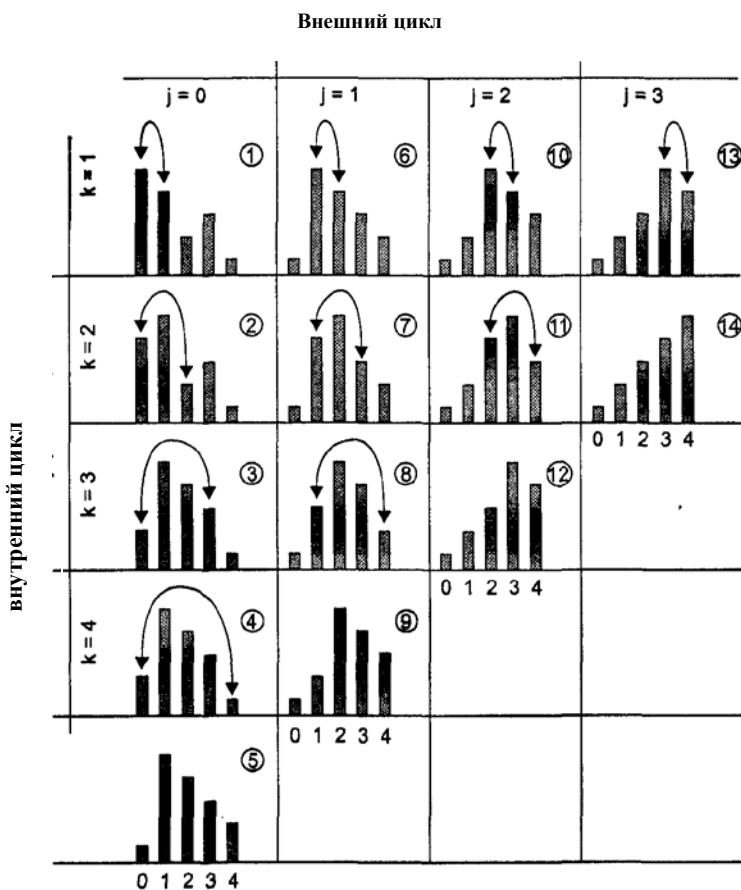 Внешний цикл
j = 0 j = 1 j = 2 j = 3
k = 1 1 6 10 13
k = 2 2 7 11 14
0 1 2 3 4
внутренний цикл
k = 3 3 8 12
0 1 2 3 4
k = 4 4 9
0 1 2 3 4
5
0 1 2 3 4